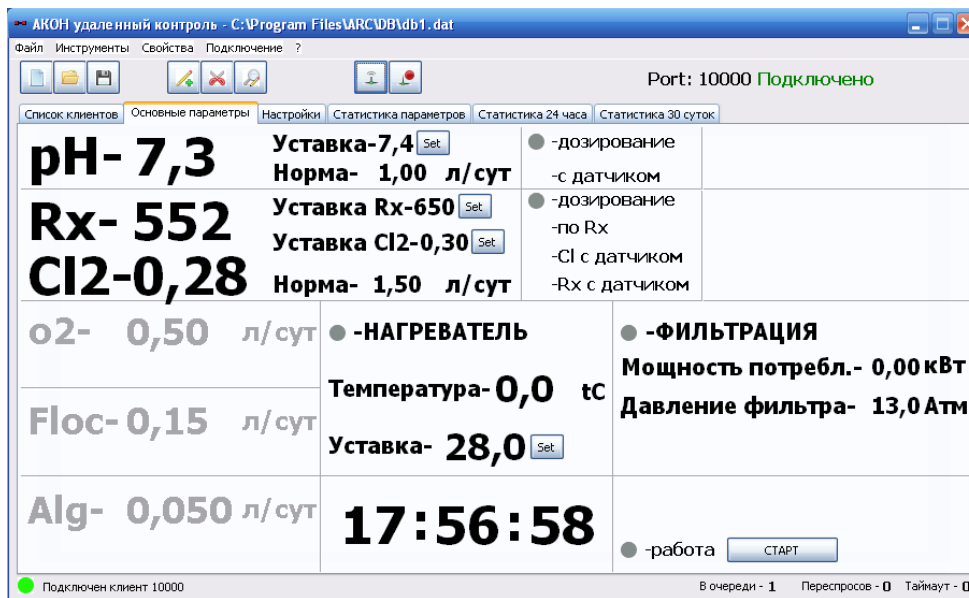 АКОН удаленный контроль - C:\Program Files\ARC\DB\db1.dat
Файл Инструменты Свойства Подключение ?
Port: 10000 Подключено
Список клиентов Основные параметры Настройки Статистика параметров Статистика 24 часа Статистика 30 суток
pH- 7,3
Уставка-7,4 Set
Норма- 1,00 л/сут
-дозирование
-с датчиком
Rx- 552
Cl2-0,28
Уставка Rx-650 Set
Уставка Cl2-0,30 Set
Норма- 1,50 л/сут
-дозирование
-по Rx
-Cl с датчиком
-Rx с датчиком
o2- 0,50 л/сут
Floc- 0,15 л/сут
Alg- 0,050 л/сут
-НАГРЕВАТЕЛЬ
Температура- 0,0 tC
Уставка- 28,0 Set
17:56:58
-ФИЛЬТРАЦИЯ
Мощность потребл.- 0,00 кВт
Давление фильтра- 13,0 Атм
-работа СТАРТ
Подключен клиент 10000
В очереди - 1 Переспросов - 0 Таймаут - 0